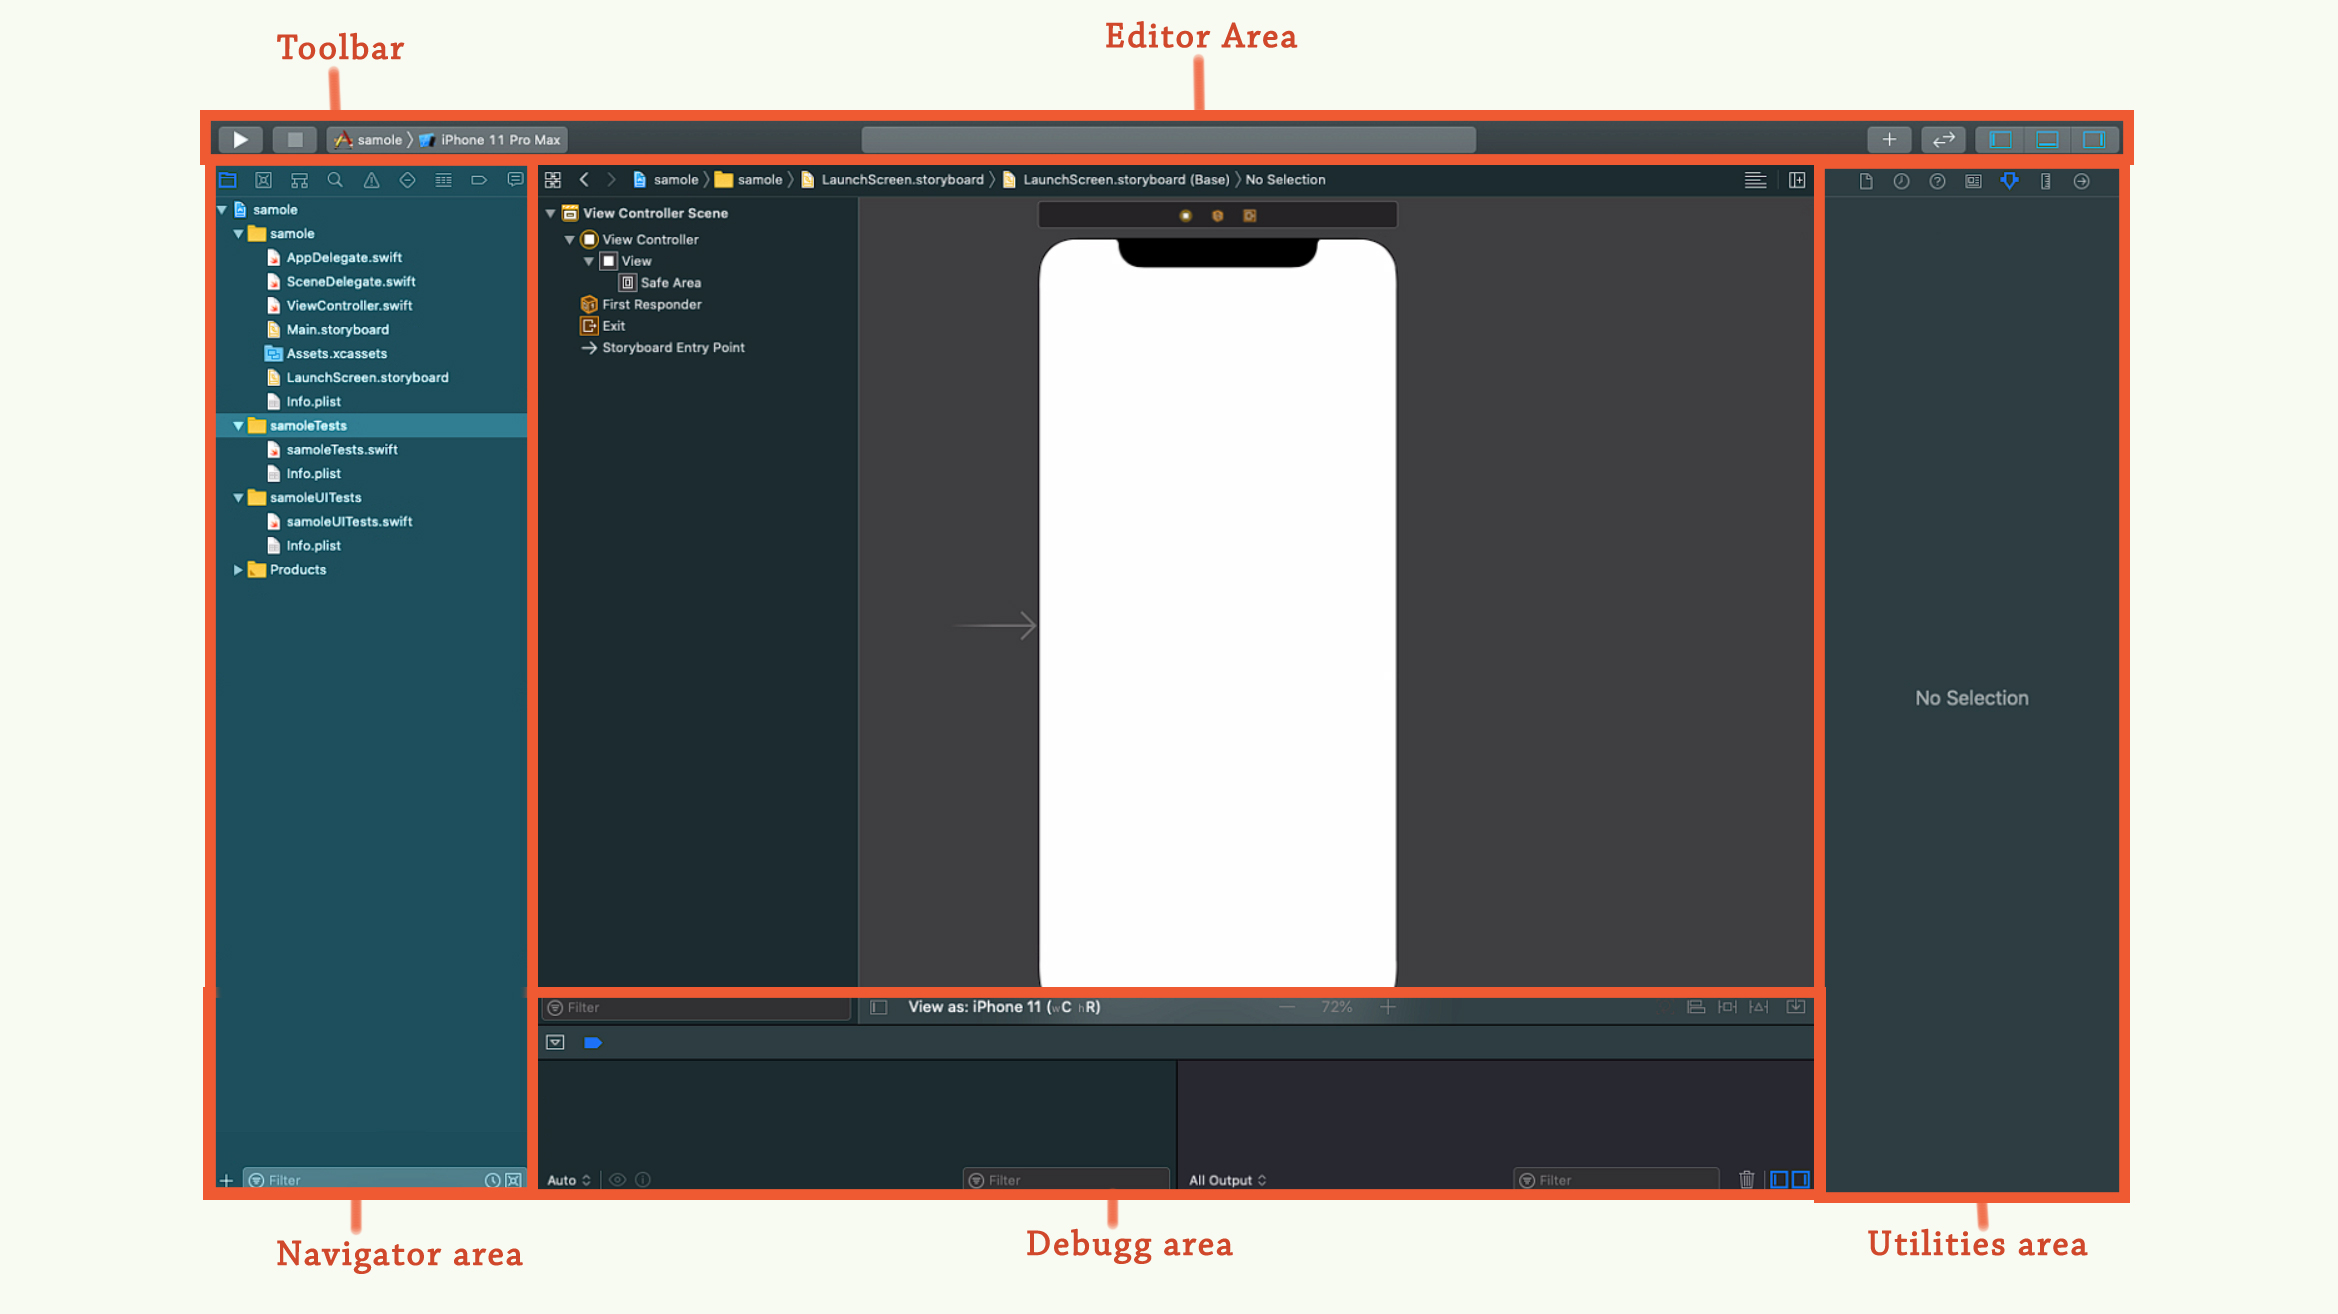 Toolbar
Editor Area
samole
iPhone 11 Pro Max
samole
samole
LaunchScreen.storyboard
LaunchScreen.storyboard (Base)
No Selection
samole
samole
AppDelegate.swift
SceneDelegate.swift
ViewController.swift
Main.storyboard
Assets.xcassets
LaunchScreen.storyboard
Info.plist
samoleTests
samoleTests.swift
Info.plist
samoleUITests
samoleUITests.swift
Info.plist
Products
View Controller Scene
View Controller
View
Safe Area
First Responder
Exit
Storyboard Entry Point
No Selection
Filter
View as: iPhone 11 (wC hR)
72%
Filter
Auto
Filter
All Output
Filter
Navigator area
Debugg area
Utilities area